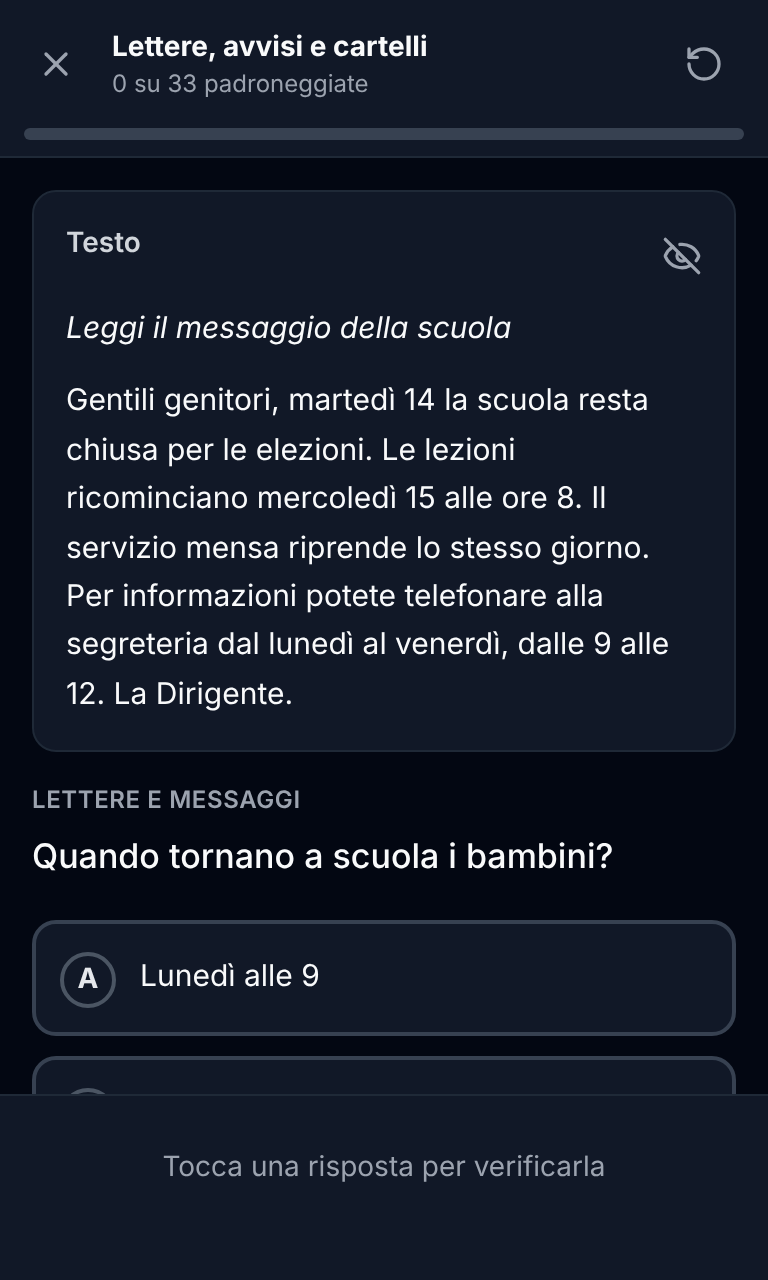 Lettere, avvisi e cartelli
0 su 33 padroneggiate
Testo
Leggi il messaggio della scuola
Gentili genitori, martedì 14 la scuola resta
chiusa per le elezioni. Le lezioni
ricominciano mercoledì 15 alle ore 8. Il
servizio mensa riprende lo stesso giorno.
Per informazioni potete telefonare alla
segreteria dal lunedì al venerdì, dalle 9 alle
12. La Dirigente.
LETTERE E MESSAGGI
Quando tornano a scuola i bambini?
A Lunedì alle 9
Tocca una risposta per verificarla